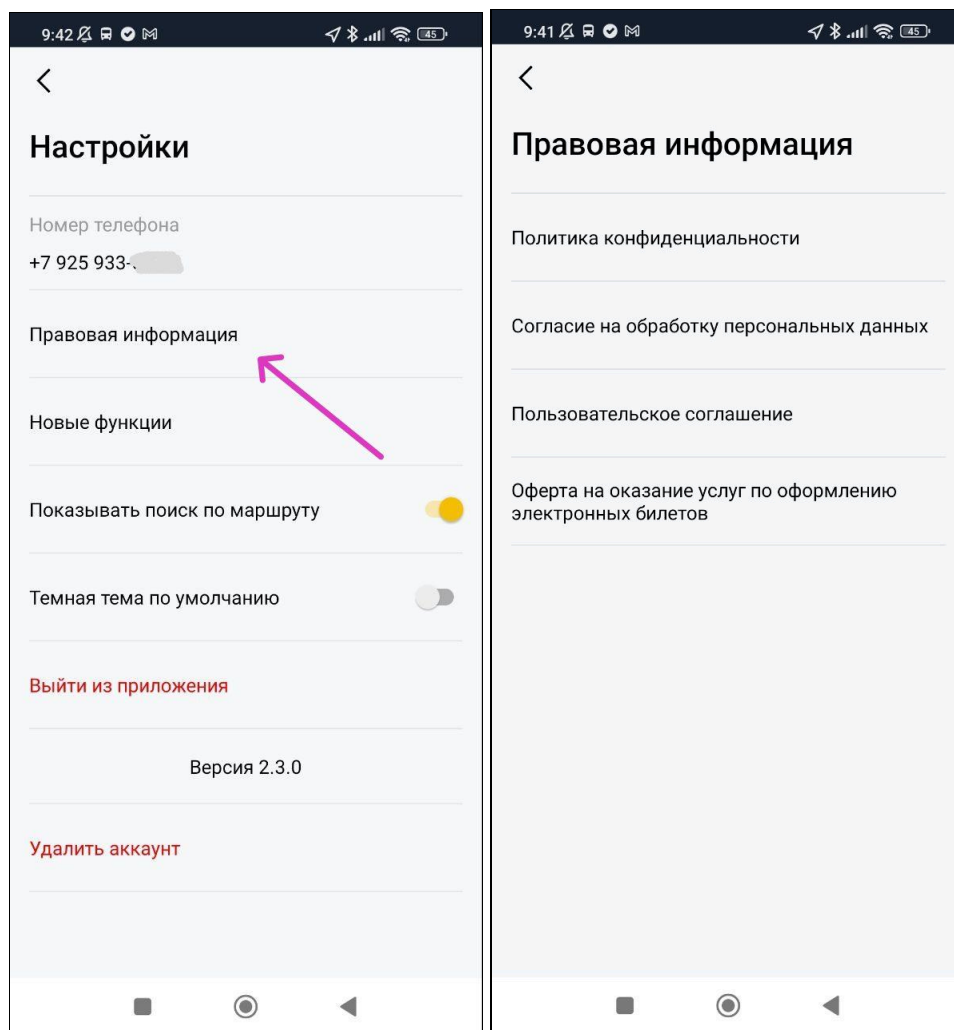 9:42
45
Настройки
Номер телефона
+7 925 933-
Правовая информация
Новые функции
Показывать поиск по маршруту
Темная тема по умолчанию
Выйти из приложения
Версия 2.3.0
Удалить аккаунт
9:41
45
Правовая информация
Политика конфиденциальности
Согласие на обработку персональных данных
Пользовательское соглашение
Оферта на оказание услуг по оформлению
электронных билетов